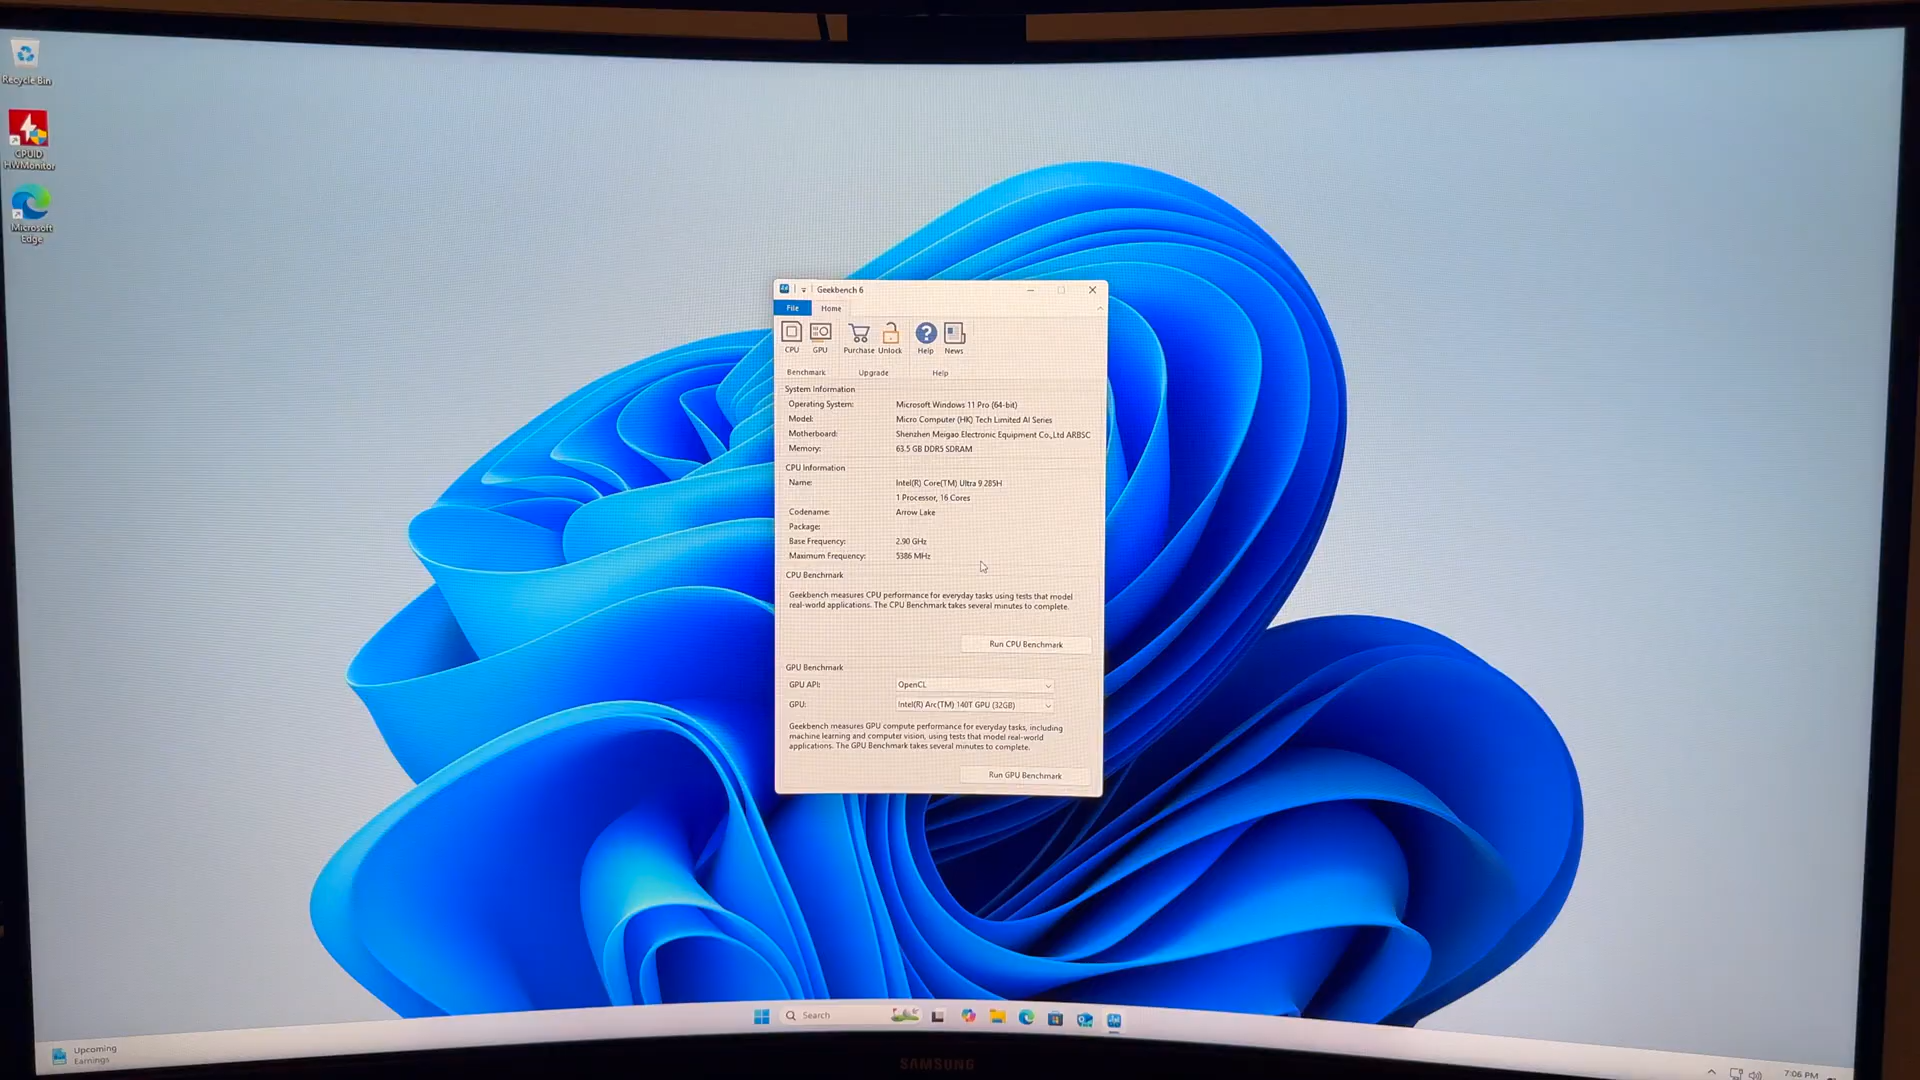 Recycle Bin
CPUID
HWMonitor
Microsoft
Edge
Geekbench 6
File
Home
CPU
GPU
Purchase
Unlock
Help
News
Benchmark
Upgrade
Help
System Information
Operating System: Microsoft Windows 11 Pro (64-bit)
Model: Micro Computer (HK) Tech Limited AI Series
Motherboard: Shenzhen Meigao Electronic Equipment Co.,Ltd ARBSC
Memory: 63.5 GB DDR5 SDRAM
CPU Information
Name: Intel(R) Core(TM) Ultra 9 285H
1 Processor, 16 Cores
Codename: Arrow Lake
Package:
Base Frequency: 2.90 GHz
Maximum Frequency: 5386 MHz
CPU Benchmark
Geekbench measures CPU performance for everyday tasks using tests that model
real-world applications. The CPU Benchmark takes several minutes to complete.
Run CPU Benchmark
GPU Benchmark
GPU API: OpenCL
GPU: Intel(R) Arc(TM) 140T GPU (32GB)
Geekbench measures GPU compute performance for everyday tasks, including
machine learning and computer vision, using tests that model real-world
applications. The GPU Benchmark takes several minutes to complete.
Run GPU Benchmark
Search
Upcoming
Earnings
7:06 PM
SAMSUNG